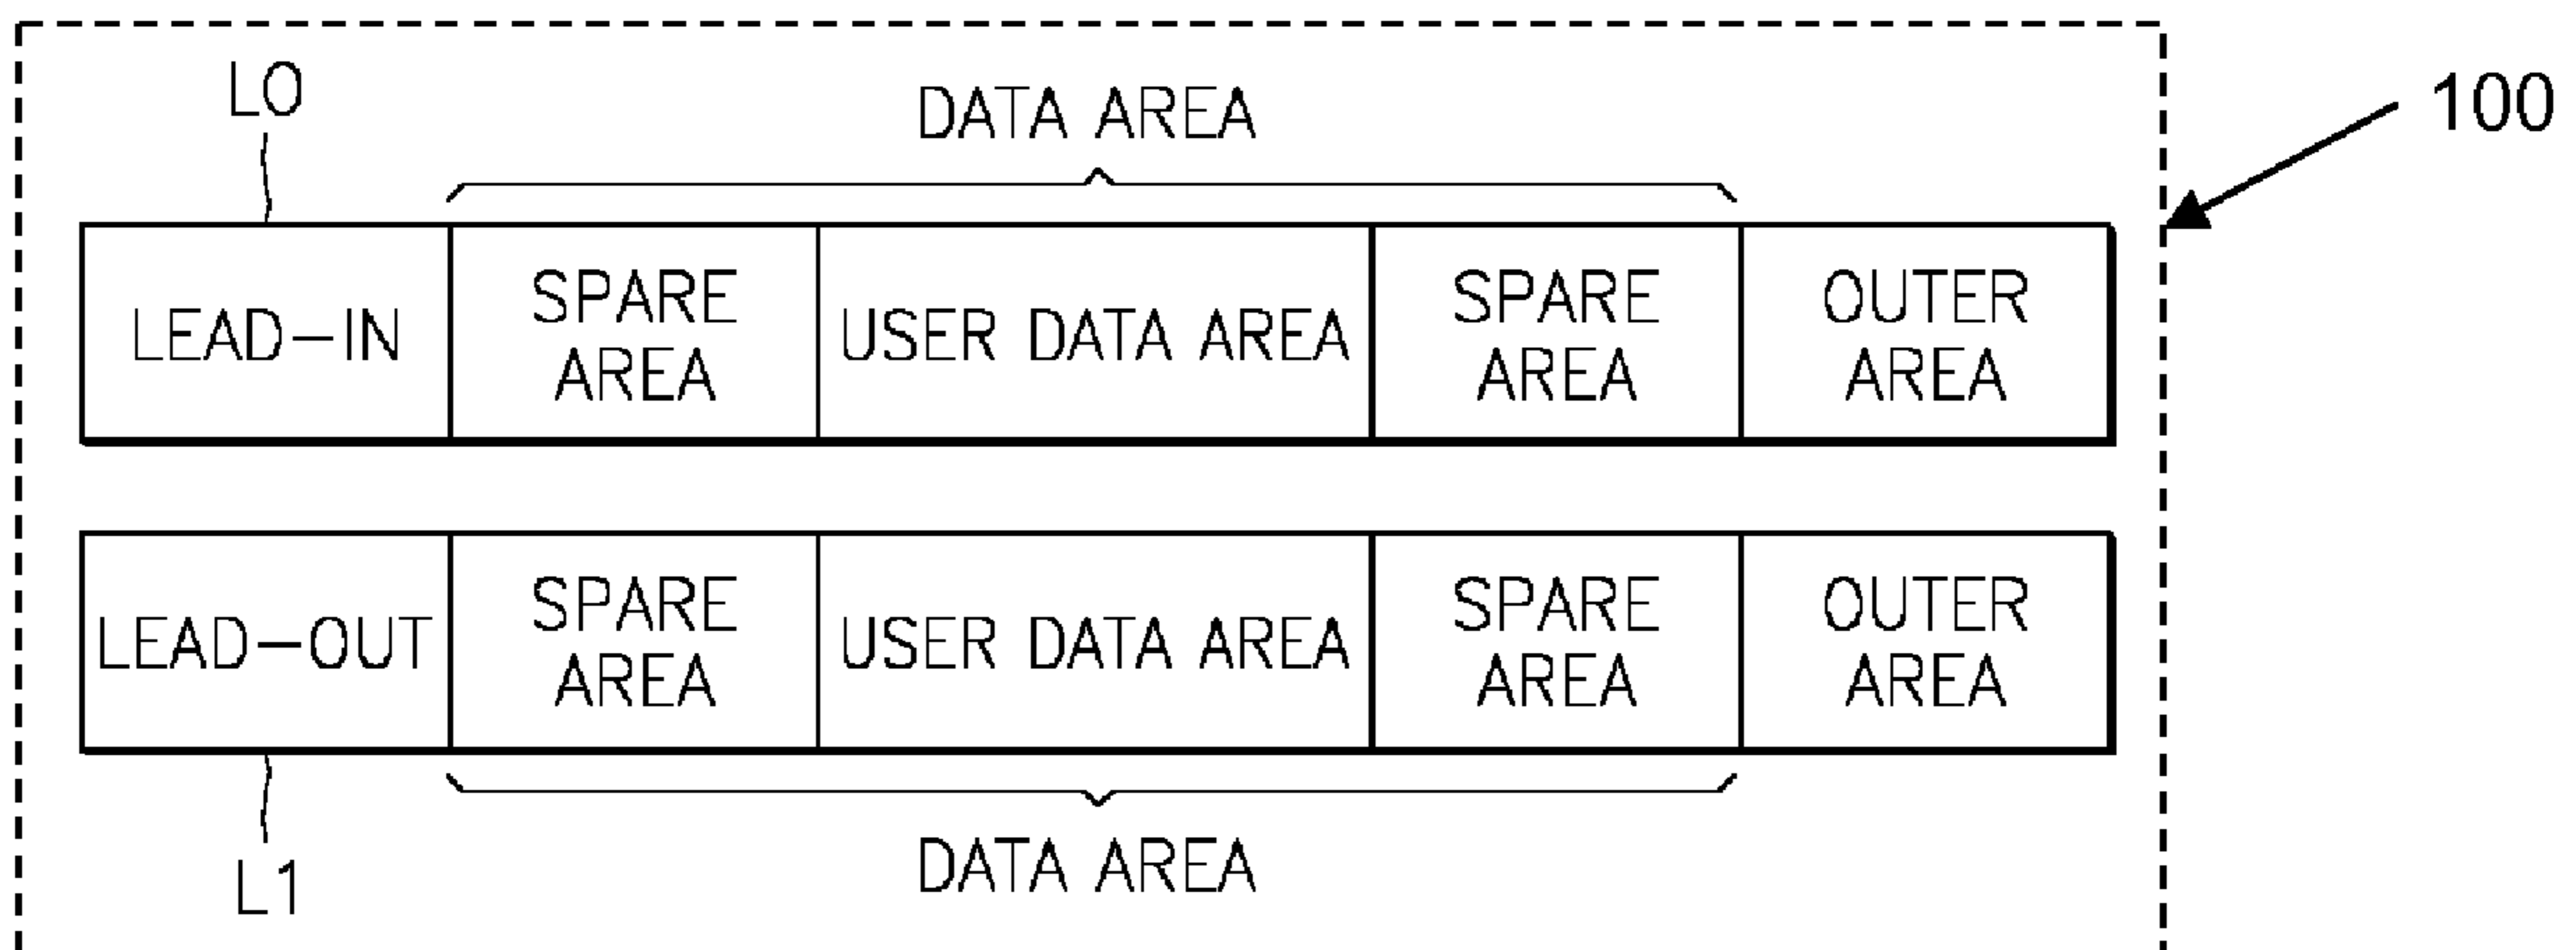 L0
DATA AREA
100
LEAD-IN
SPARE
AREA
USER DATA AREA
SPARE
AREA
OUTER
AREA
LEAD-OUT
SPARE
AREA
USER DATA AREA
SPARE
AREA
OUTER
AREA
L1
DATA AREA